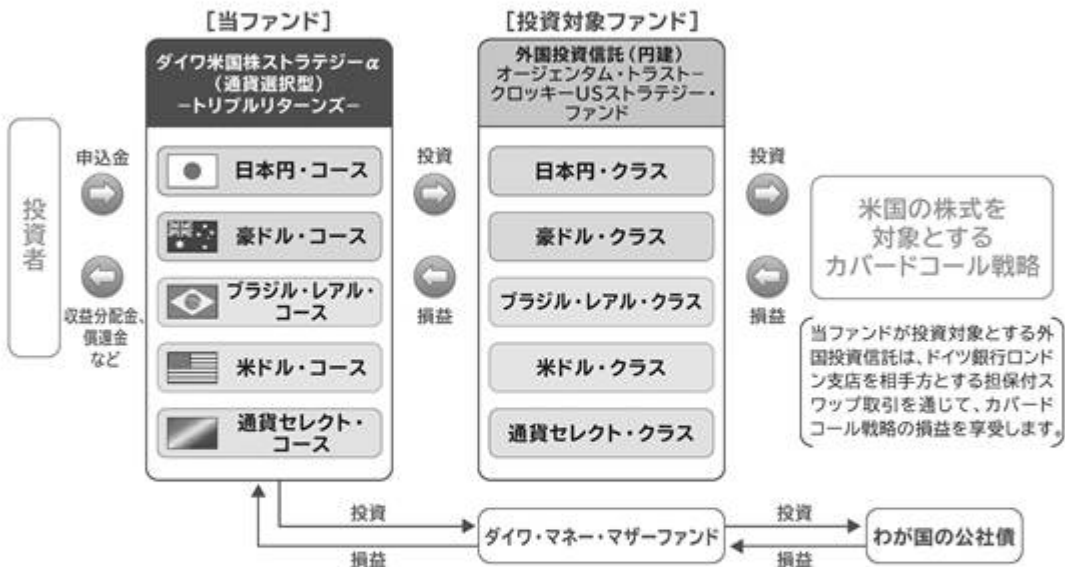 [当ファンド]
[投資対象ファンド]
ダイワ米国株ストラテジーα
(通貨選択型)
−トリプルリターンズ−
外国投資信託(円建)
オージェンタム・トラスト−
クロッキーUSストラテジー・
ファンド
投資者
申込金
収益分配金、
償還金
など
日本円・コース
豪ドル・コース
ブラジル・レアル・
コース
米ドル・コース
通貨セレクト・
コース
投資
損益
日本円・クラス
豪ドル・クラス
ブラジル・レアル・クラス
米ドル・クラス
通貨セレクト・クラス
投資
損益
米国の株式を
対象とする
カバードコール戦略
当ファンドが投資対象とする外
国投資信託は、ドイツ銀行ロンド
ン支店を相手方とする担保付ス
ワップ取引を通じて、カバード
コール戦略の損益を享受します。
投資
損益
ダイワ・マネー・マザーファンド
投資
損益
わが国の公社債